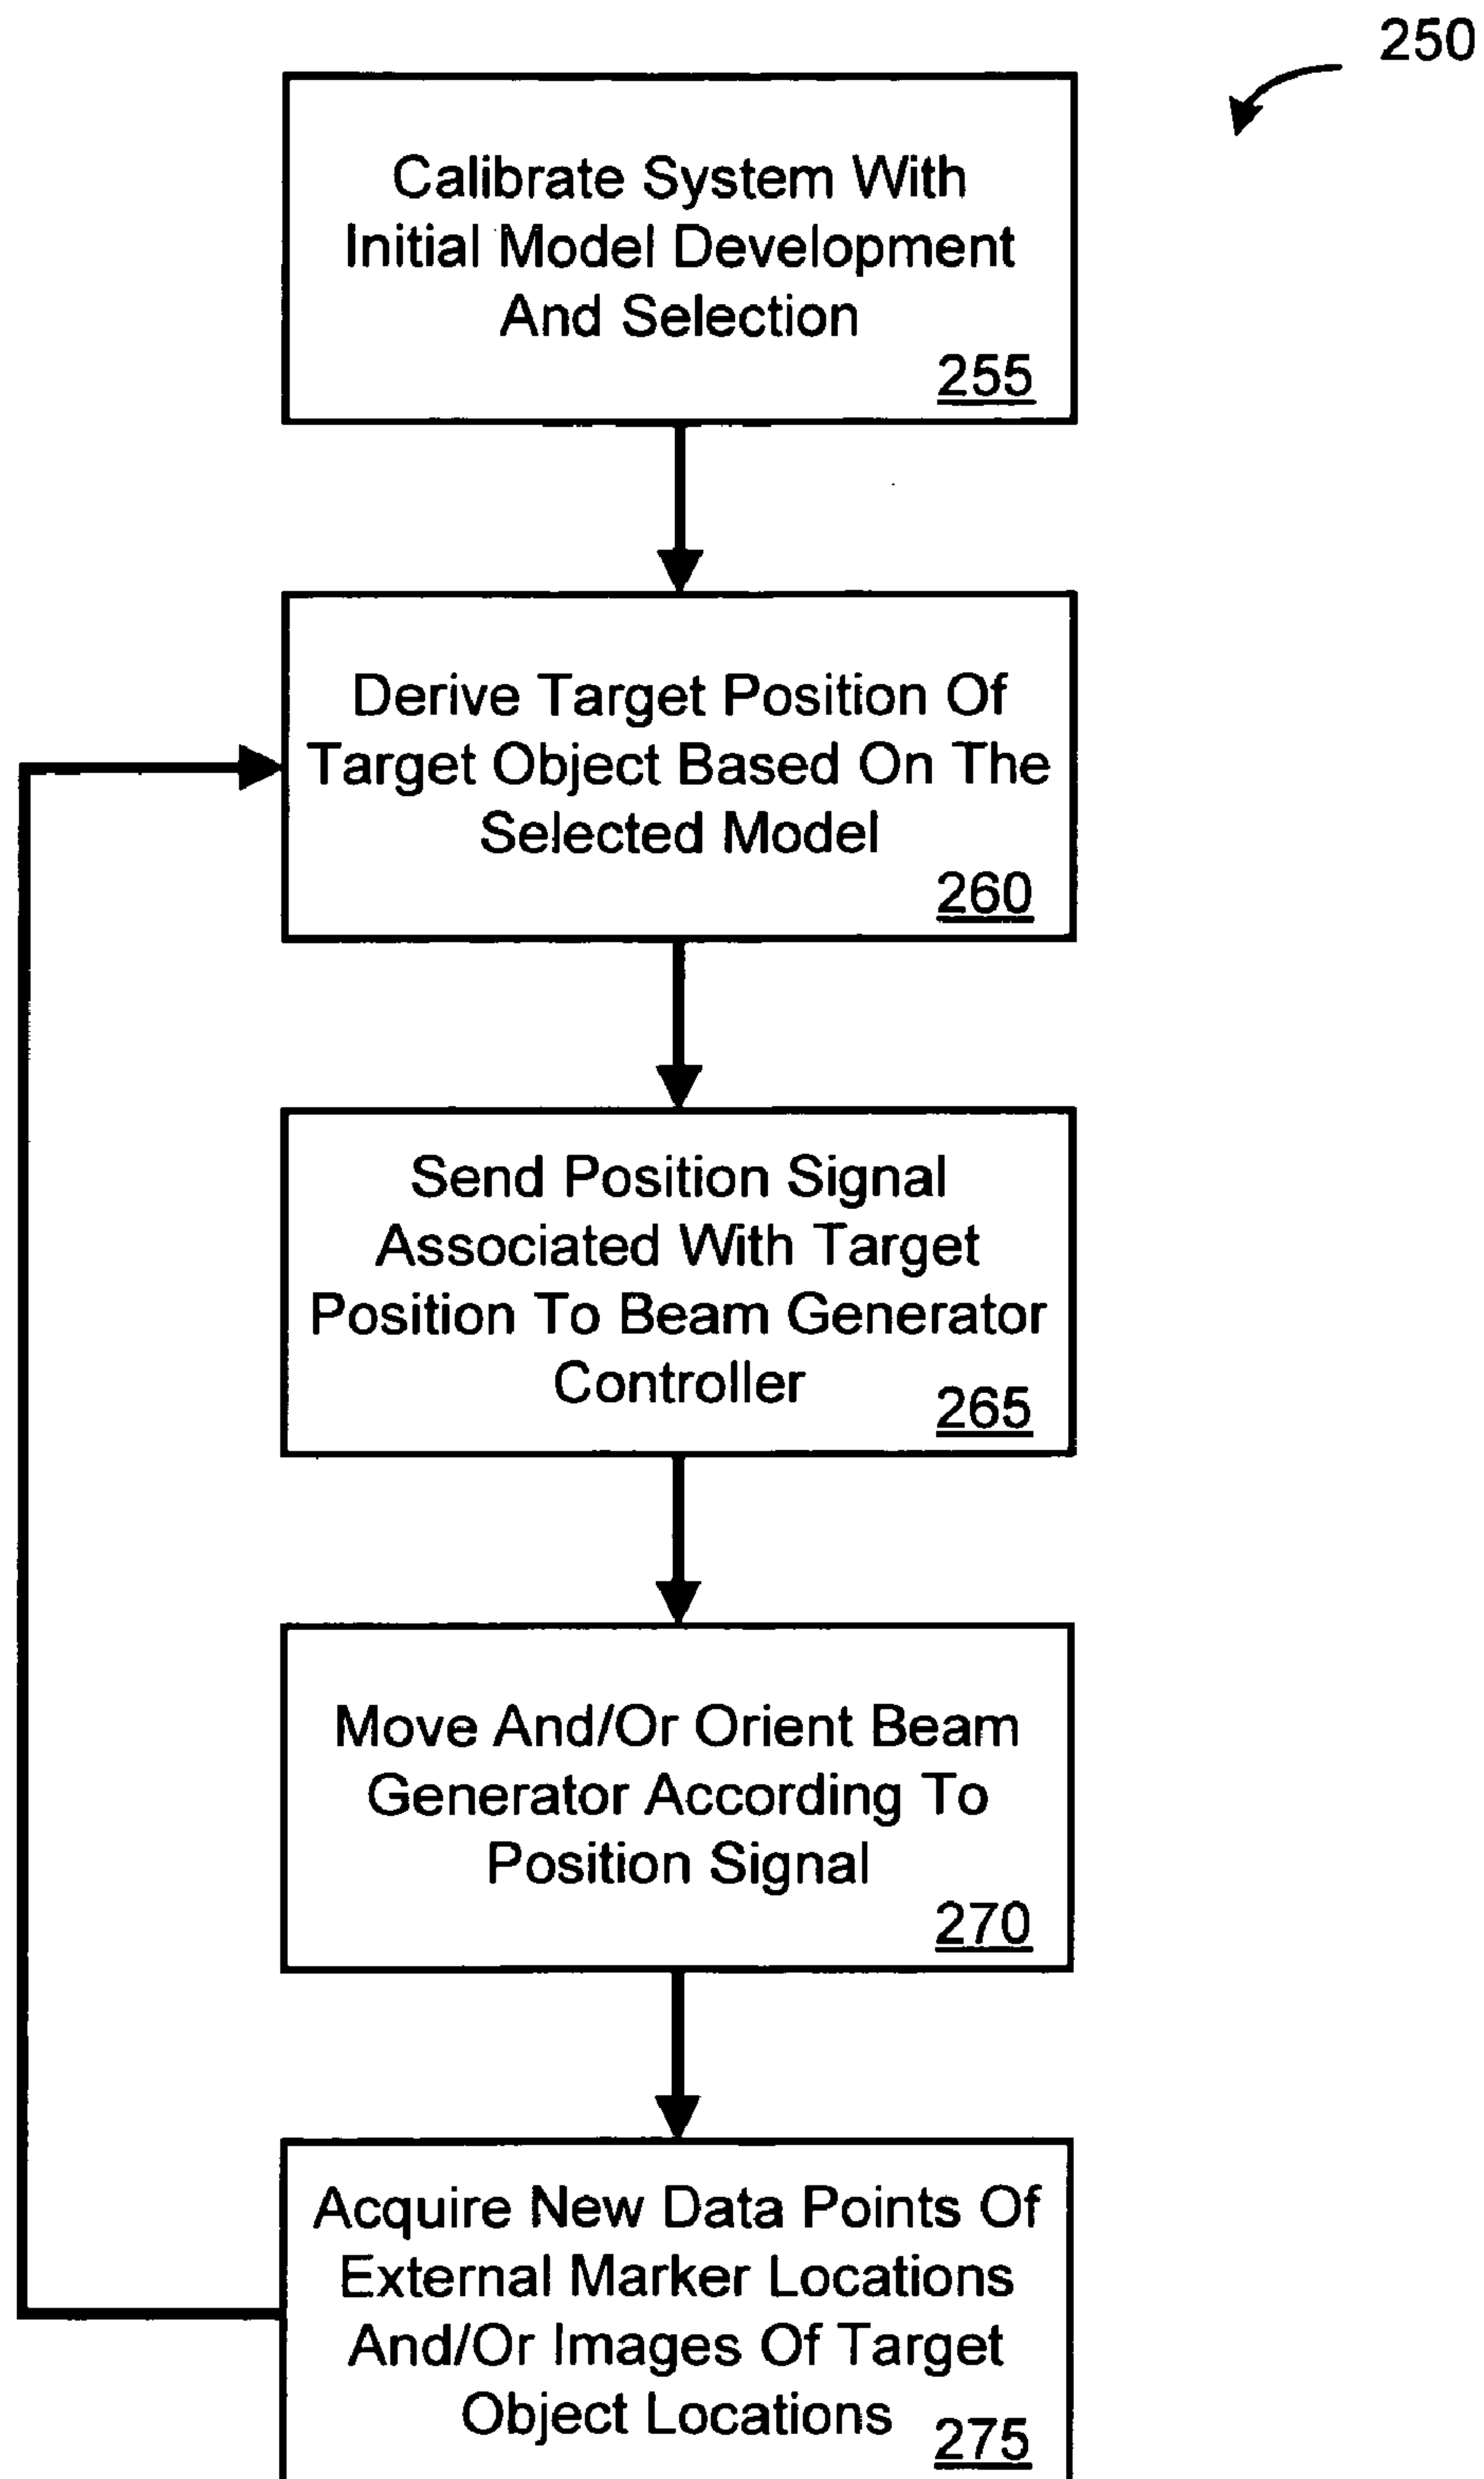 250
Calibrate System With
Initial Model Development
And Selection
255
Derive Target Position Of
Target Object Based On The
Selected Model
260
Send Position Signal
Associated With Target
Position To Beam Generator
Controller
265
Move And/Or Orient Beam
Generator According To
Position Signal
270
Acquire New Data Points Of
External Marker Locations
And/Or Images Of Target
Object Locations
275